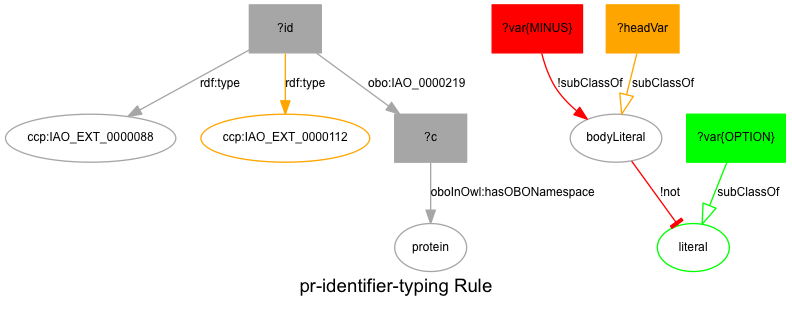 ?id
?var{MINUS}
?headVar
rdf:type
rdf:type
obo:IAO_0000219
!subClassOf
subClassOf
ccp:IAO_EXT_0000088
ccp:IAO_EXT_0000112
?c
bodyLiteral
?var{OPTION}
oboInOwl:hasOBONamespace
!not
subClassOf
protein
literal
pr-identifier-typing Rule